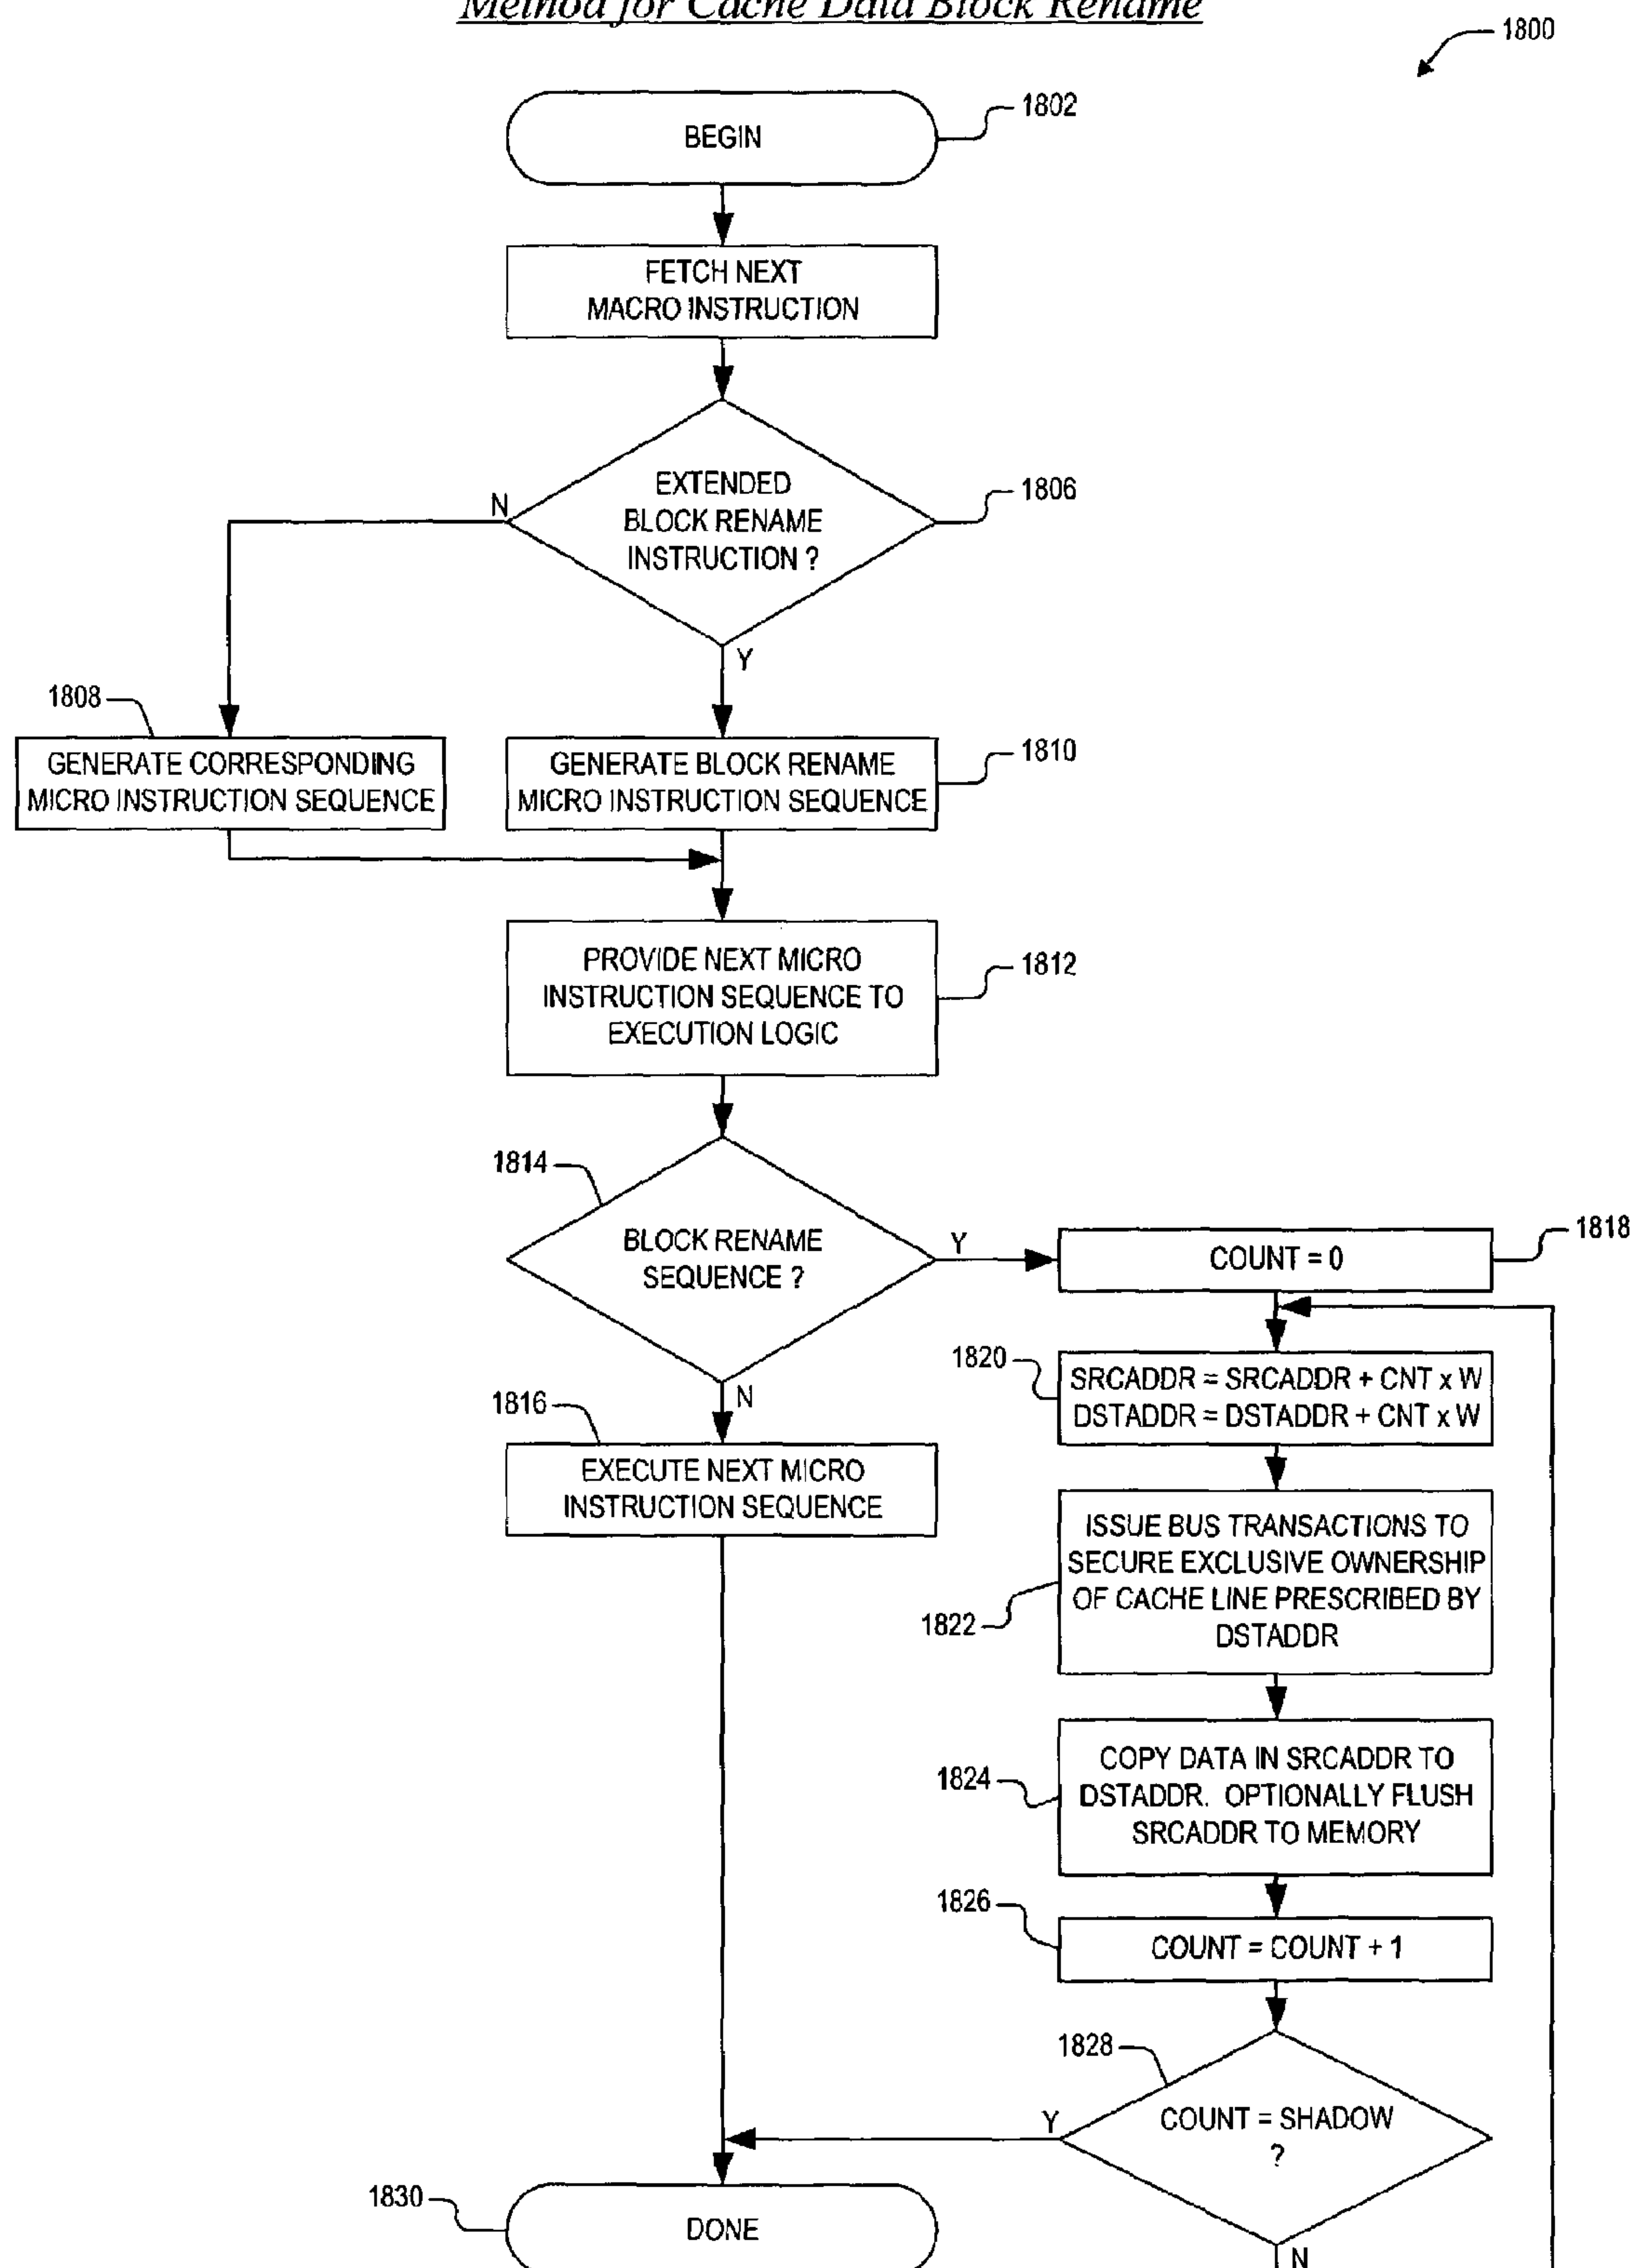 Method for Cache Data Block Rename
1800
BEGIN
1802
FETCH NEXT
MACRO INSTRUCTION
EXTENDED
BLOCK RENAME
INSTRUCTION ?
1806
N
Y
1808
GENERATE CORRESPONDING
MICRO INSTRUCTION SEQUENCE
GENERATE BLOCK RENAME
MICRO INSTRUCTION SEQUENCE
1810
PROVIDE NEXT MICRO
INSTRUCTION SEQUENCE TO
EXECUTION LOGIC
1812
1814
BLOCK RENAME
SEQUENCE ?
Y
N
COUNT = 0
1818
1816
EXECUTE NEXT MICRO
INSTRUCTION SEQUENCE
1820
SRCADDR = SRCADDR + CNT x W
DSTADDR = DSTADDR + CNT x W
ISSUE BUS TRANSACTIONS TO
SECURE EXCLUSIVE OWNERSHIP
OF CACHE LINE PRESCRIBED BY
DSTADDR
1822
COPY DATA IN SRCADDR TO
DSTADDR. OPTIONALLY FLUSH
SRCADDR TO MEMORY
1824
1826
COUNT = COUNT + 1
1828
COUNT = SHADOW
?
Y
N
1830
DONE